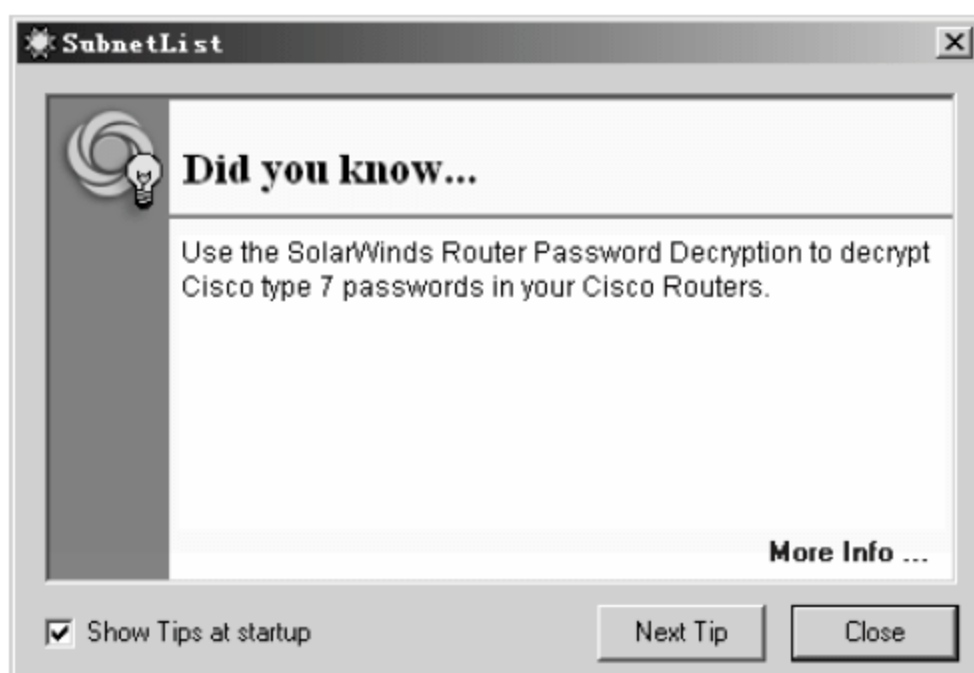 SubnetList
Did you know...
Use the SolarWinds Router Password Decryption to decrypt
Cisco type 7 passwords in your Cisco Routers.
More Info ...
Show Tips at startup
Next Tip
Close